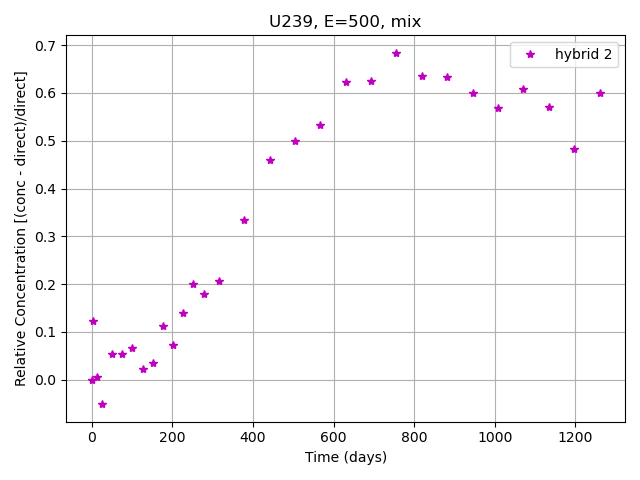 U239, E=500, mix
hybrid 2
Relative Concentration [(conc - direct)/direct]
0.7
0.6
0.5
0.4
0.3
0.2
0.1
0.0
0 200 400 600 800 1000 1200
Time (days)